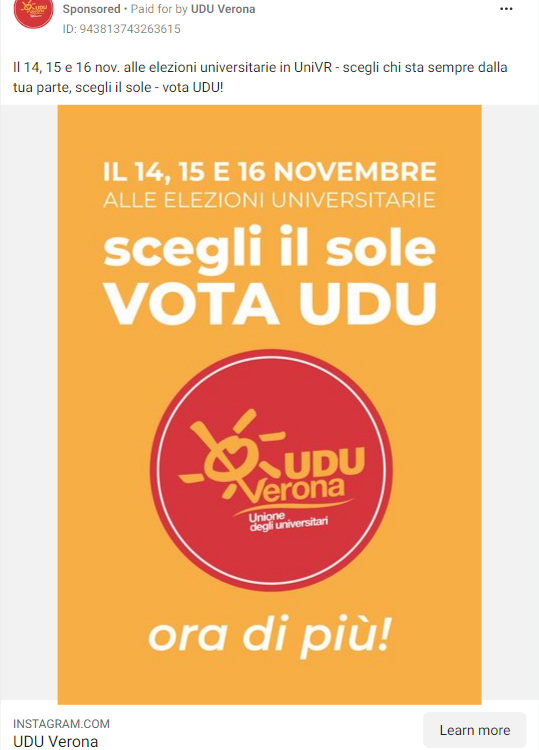 Sponsored • Paid for by UDU Verona
ID: 943813743263615
Il 14, 15 e 16 nov. alle elezioni universitarie in UniVR - scegli chi sta sempre dalla
tua parte, scegli il sole - vota UDU!
IL 14, 15 E 16 NOVEMBRE
ALLE ELEZIONI UNIVERSITARIE
scegli il sole
VOTA UDU
UDU
Verona
Unione
degli universitari
ora di più!
INSTAGRAM.COM
UDU Verona
Learn more